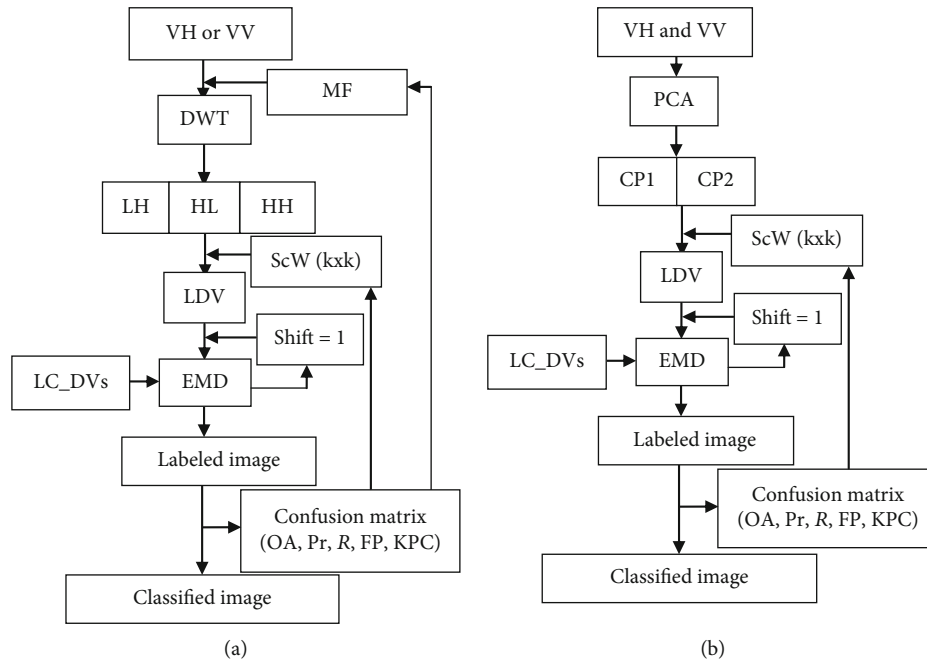 VH or VV
MF
DWT
LH HL HH
ScW (kxk)
LDV
Shift = 1
LC_DVs
EMD
Labeled image
Confusion matrix
(OA, Pr, R, FP, KPC)
Classified image
(a)
VH and VV
PCA
CP1 CP2
ScW (kxk)
LDV
Shift = 1
LC_DVs
EMD
Labeled image
Confusion matrix
(OA, Pr, R, FP, KPC)
Classified image
(b)